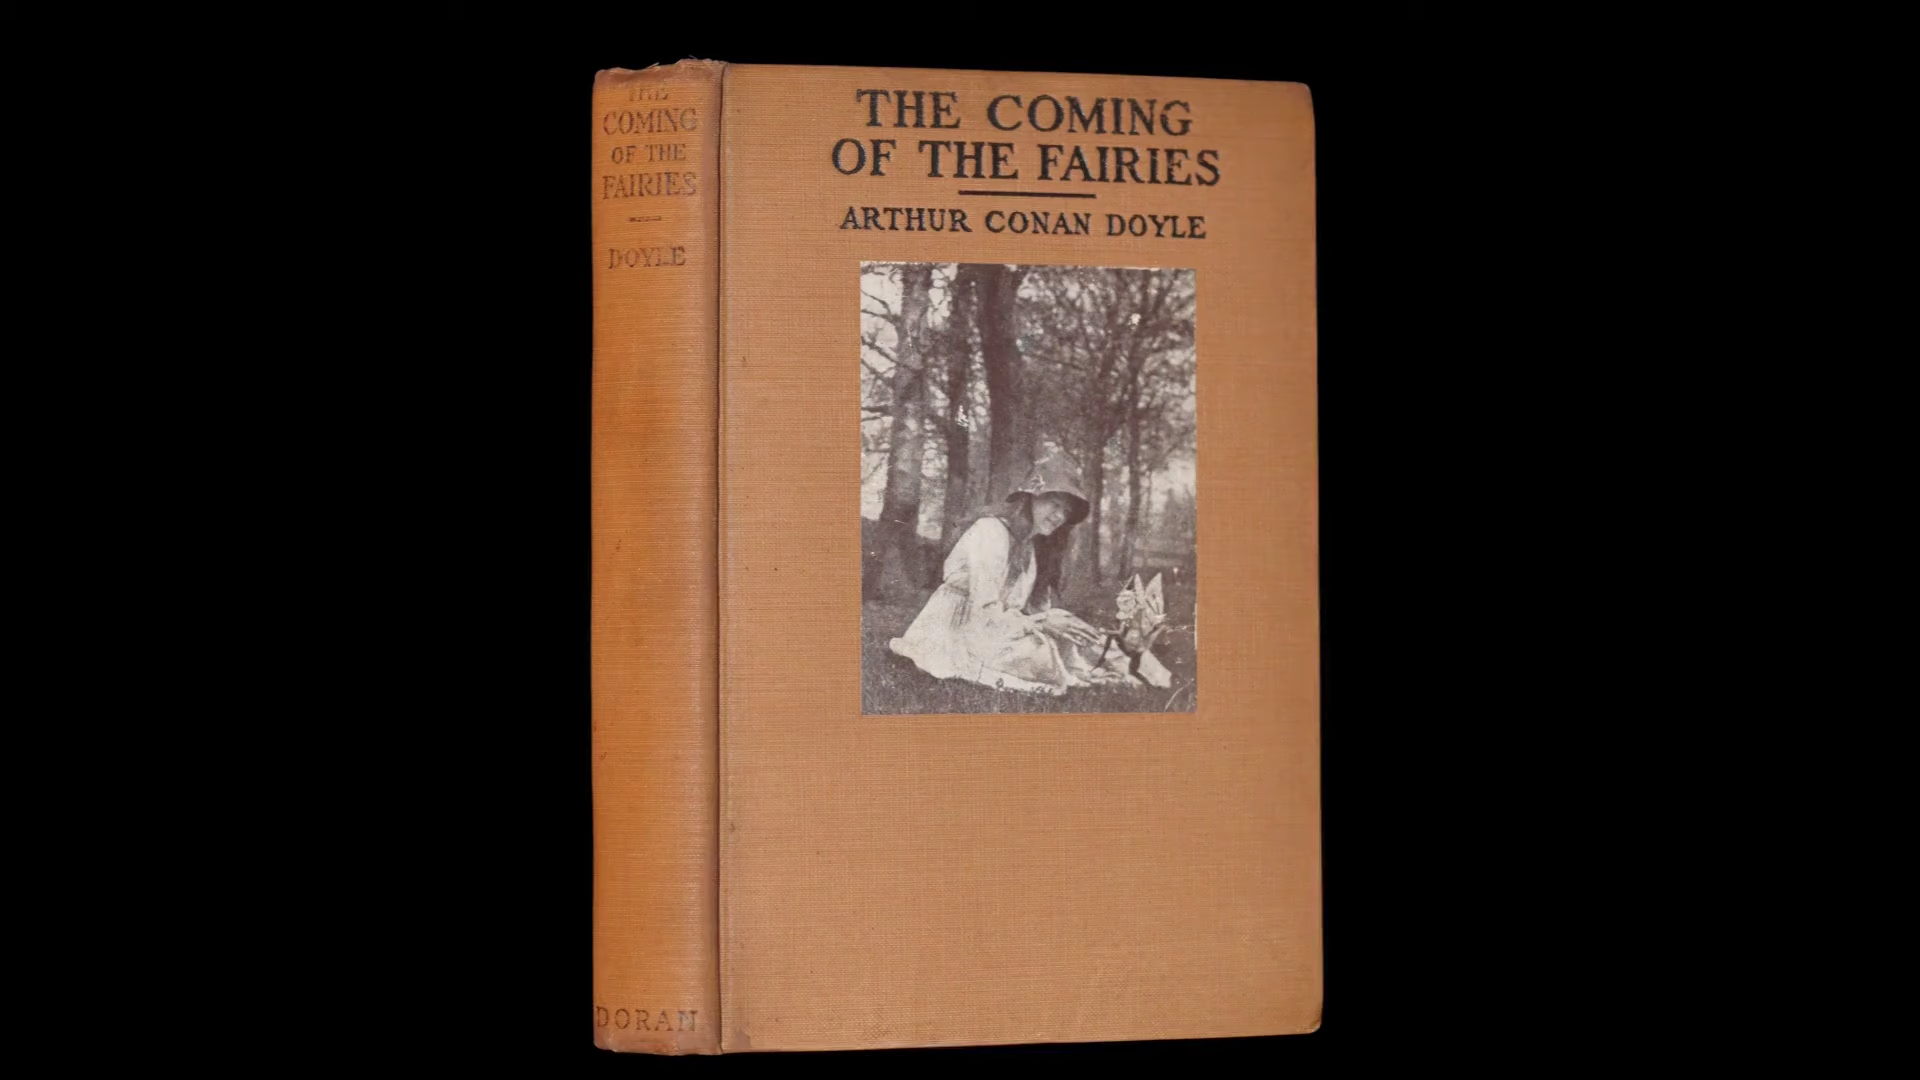 THE
COMING
OF THE
FAIRIES
DOYLE
DORAN
THE COMING
OF THE FAIRIES
ARTHUR CONAN DOYLE